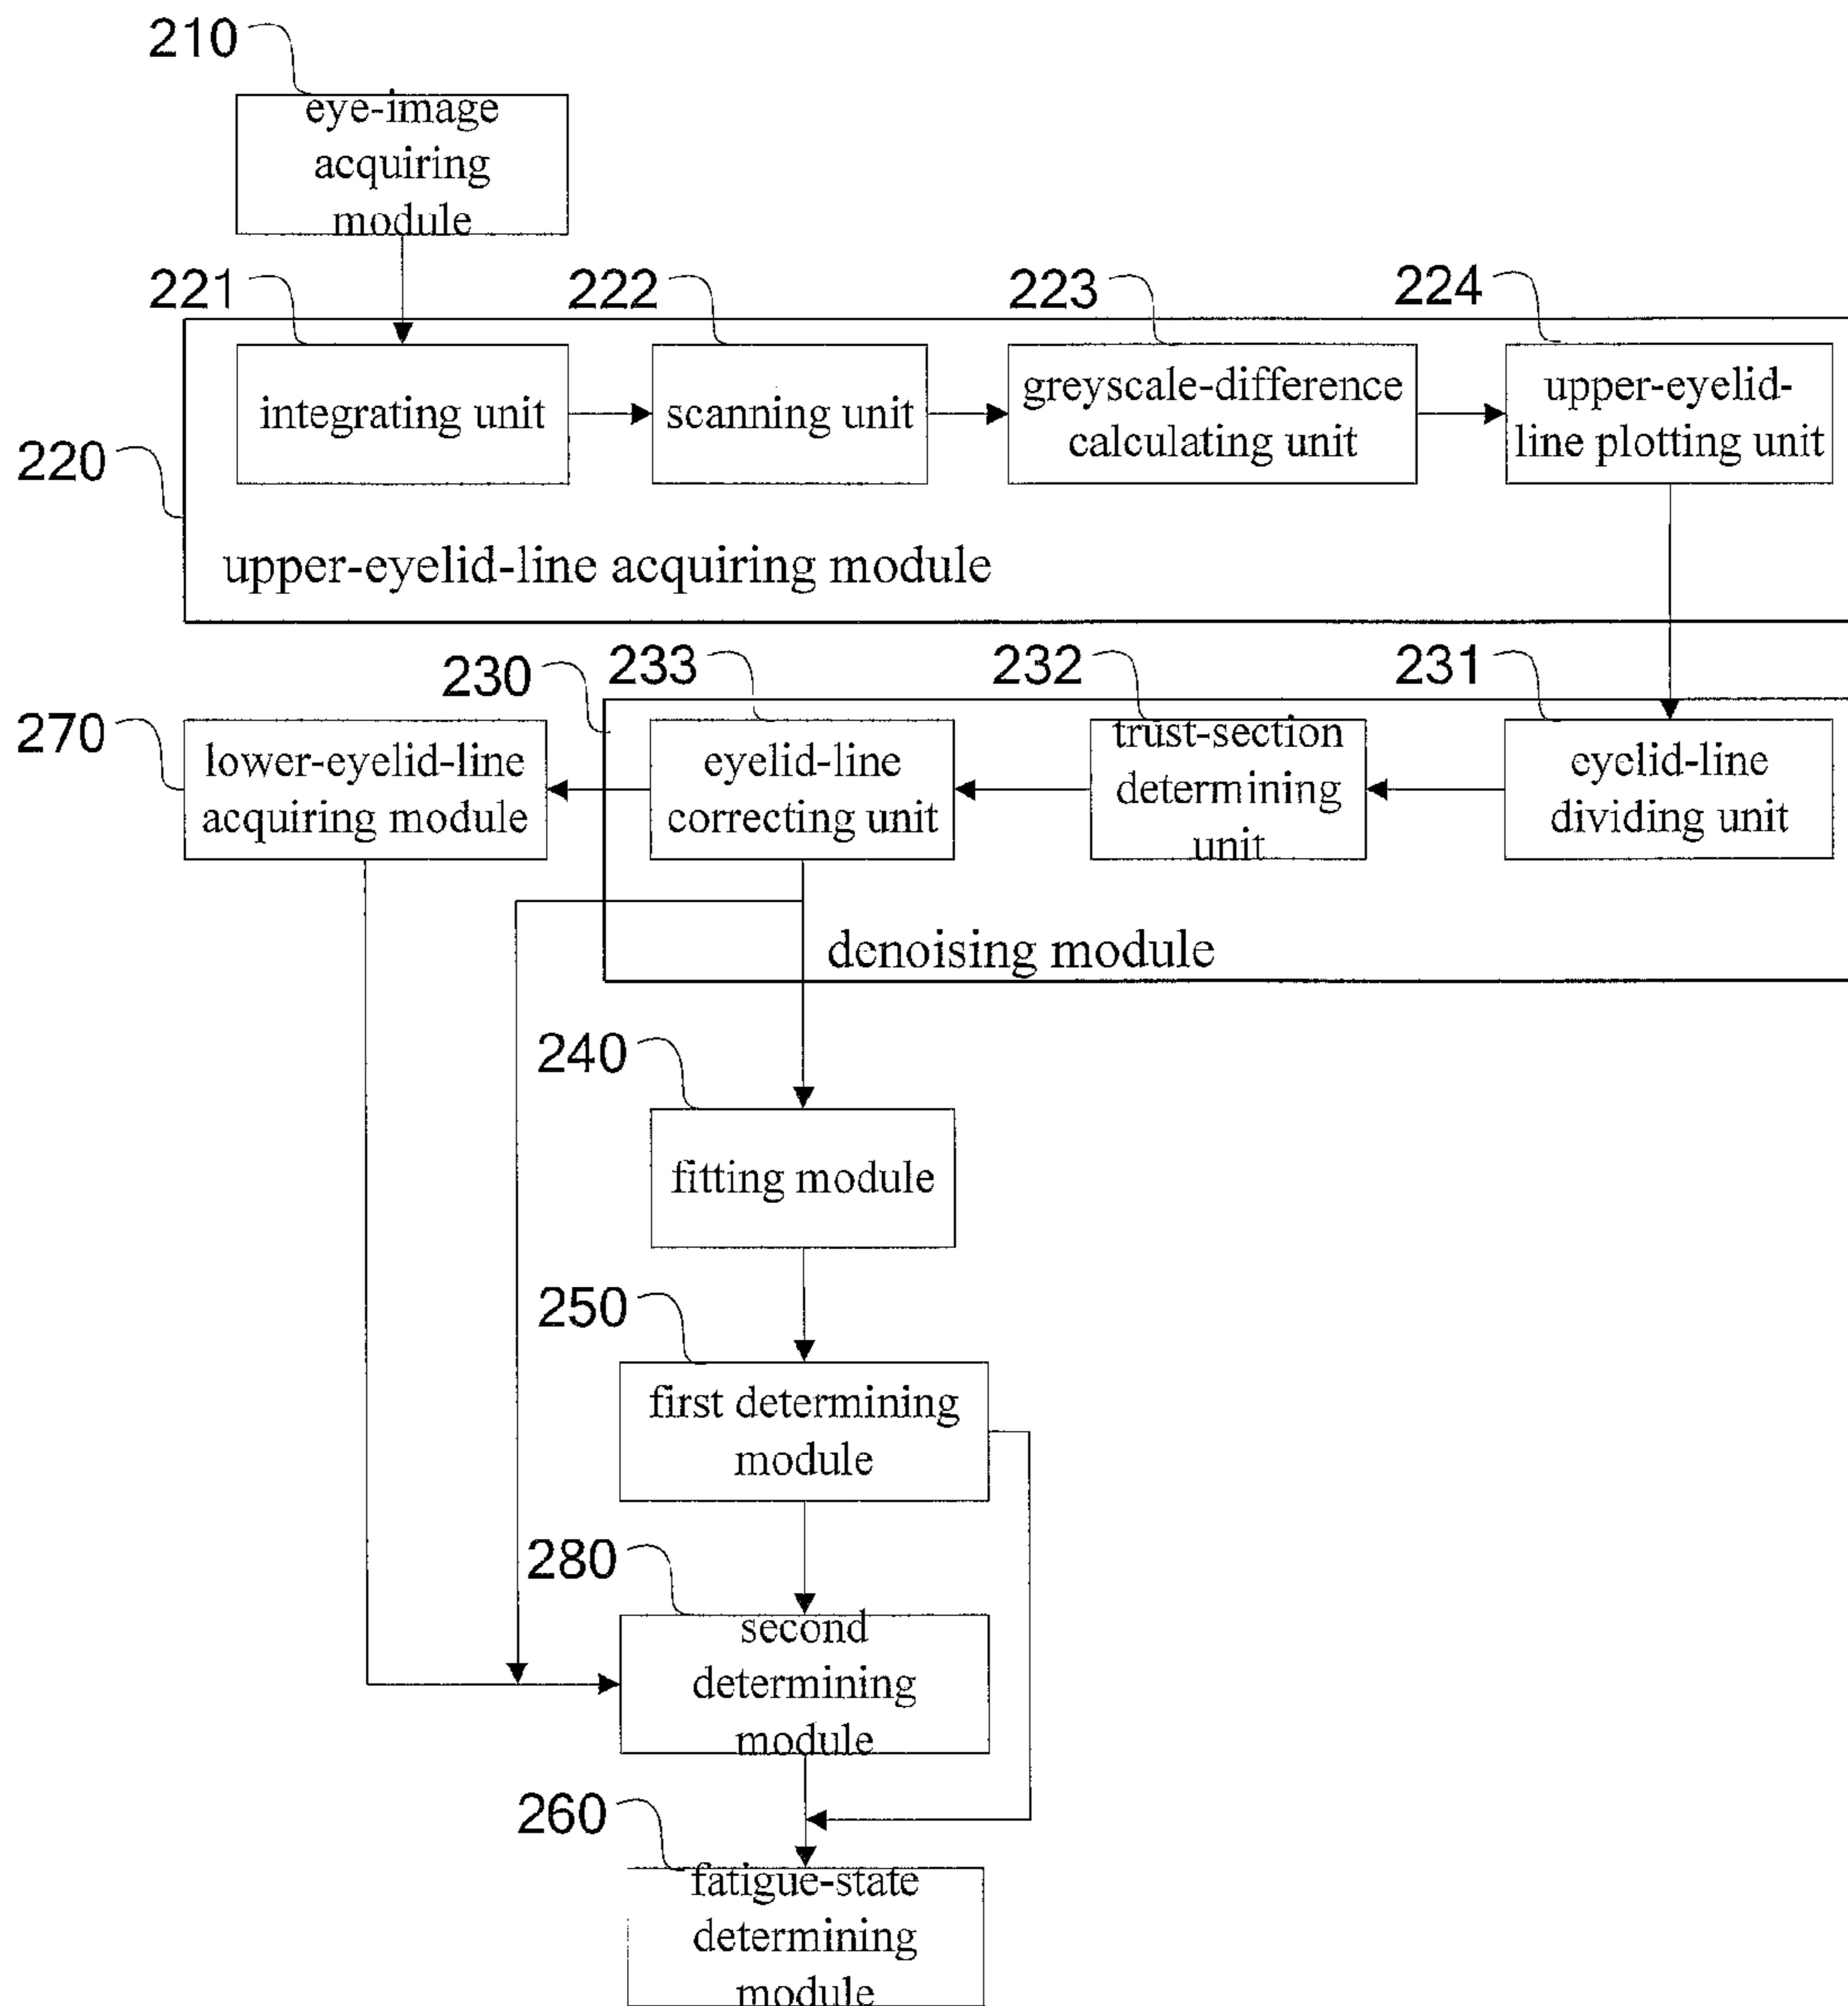 210
eye-image
acquiring
module
221
222
223
224
integrating unit
scanning unit
greyscale-difference
calculating unit
upper-eyelid-
line plotting unit
220
upper-eyelid-line acquiring module
230
233
232
231
270
lower-eyelid-line
acquiring module
eyelid-line
correcting unit
trust-section
determining
unit
eyelid-line
dividing unit
denoising module
240
fitting module
250
first determining
module
280
second
determining
module
260
fatigue-state
determining
module